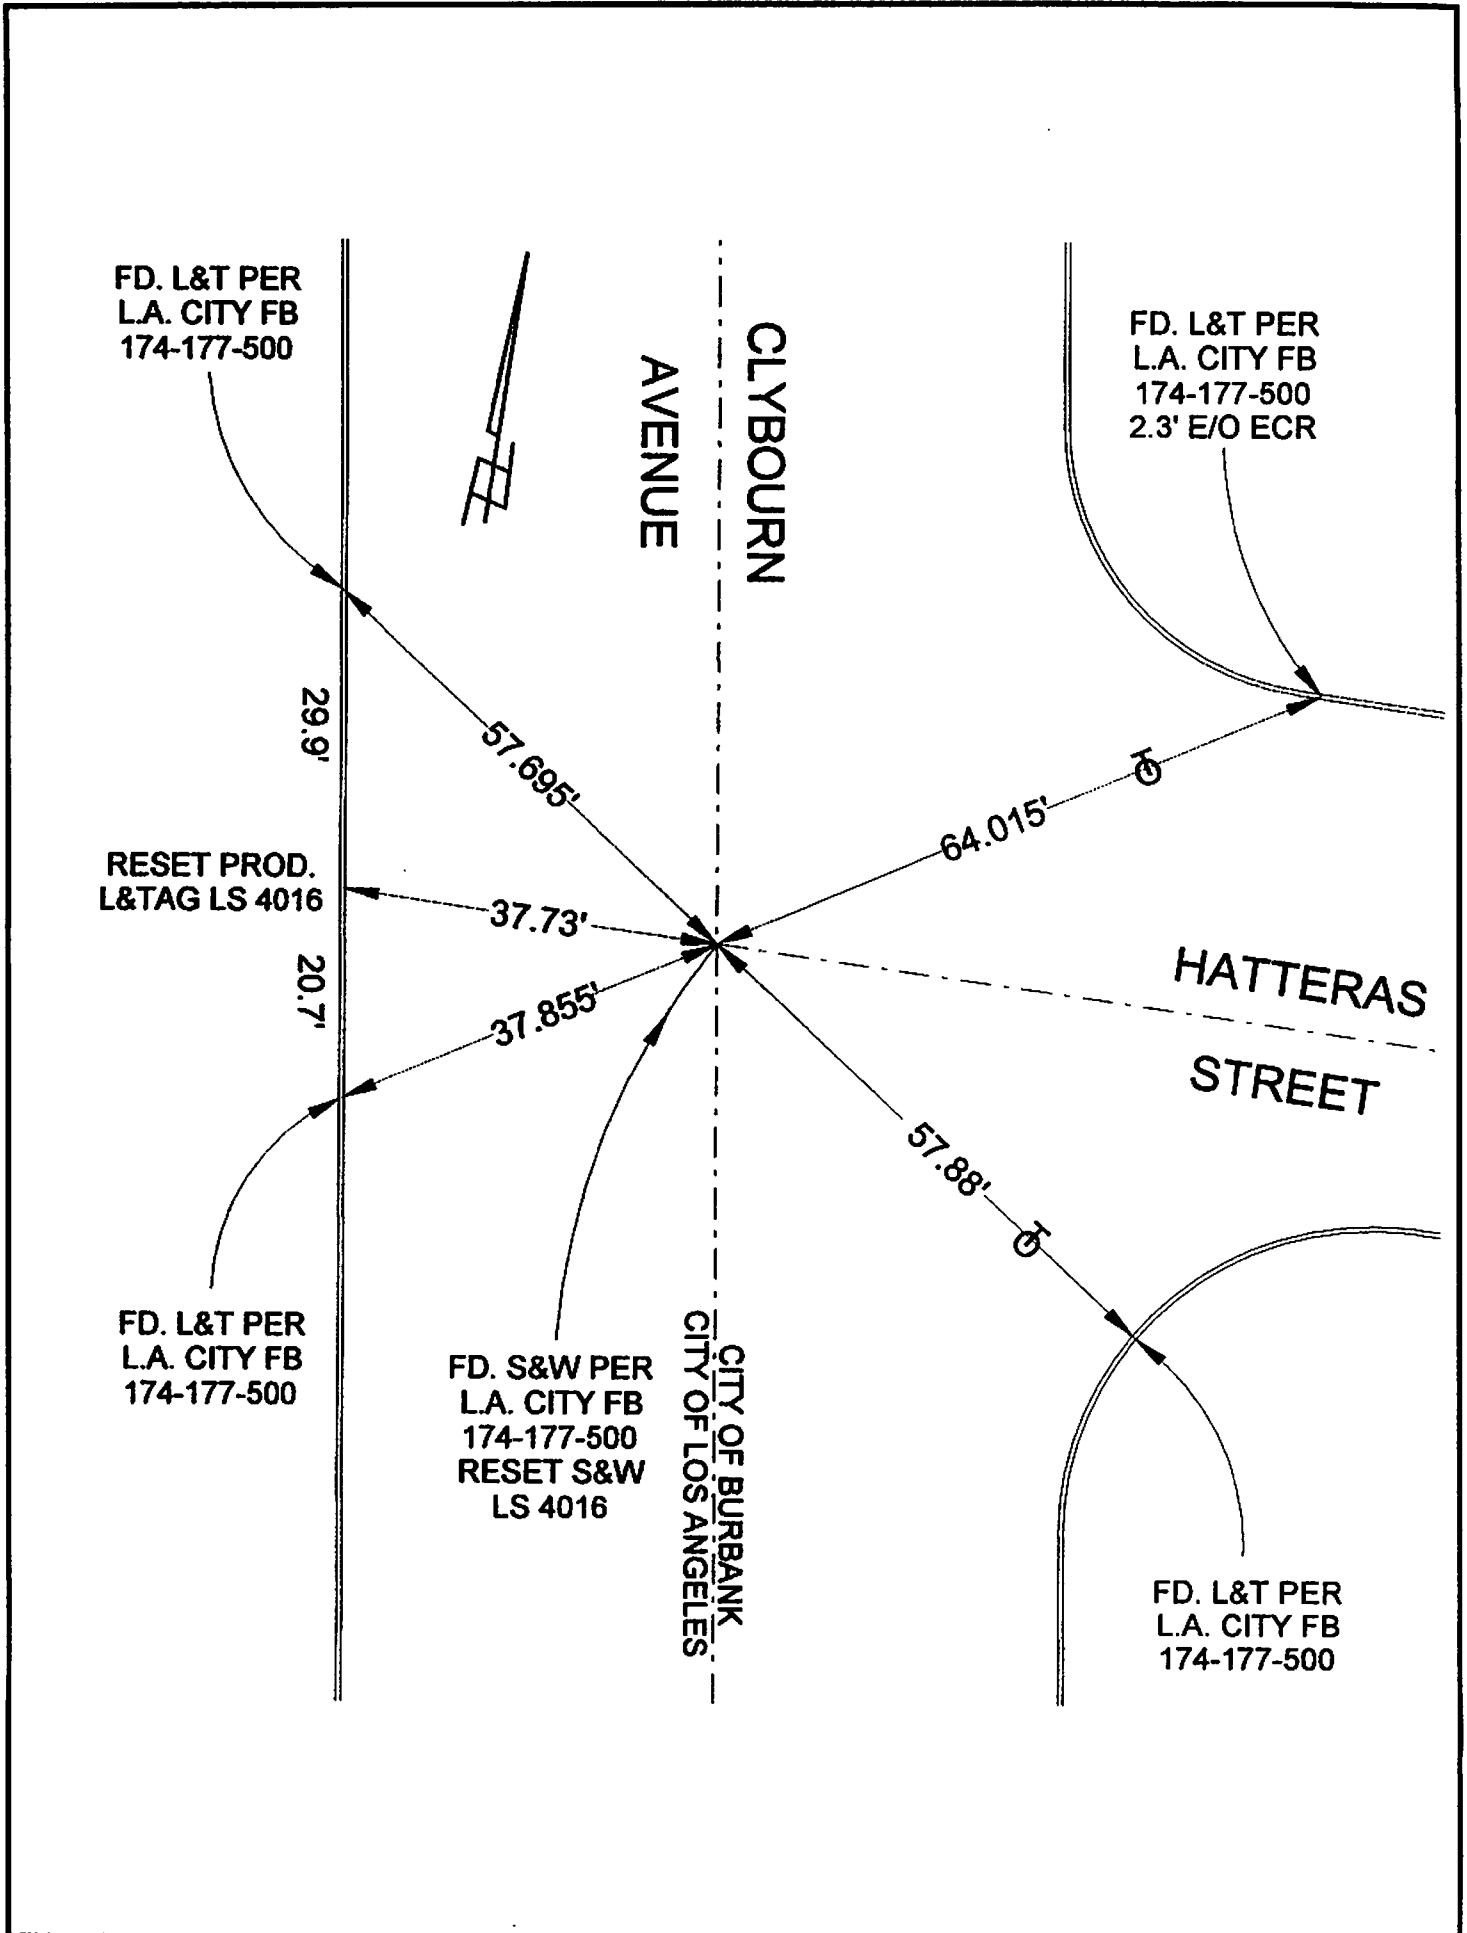 FD. L&T PER
L.A. CITY FB
174-177-500
CLYBOURN
AVENUE
FD. L&T PER
L.A. CITY FB
174-177-500
2.3' E/O ECR
29.9'
57.695'
64.015'
RESET PROD.
L&TAG LS 4016
37.73'
20.7'
37.855'
HATTERAS
STREET
57.88'
FD. L&T PER
L.A. CITY FB
174-177-500
FD. S&W PER
L.A. CITY FB
174-177-500
RESET S&W
LS 4016
CITY OF BURBANK
CITY OF LOS ANGELES
FD. L&T PER
L.A. CITY FB
174-177-500